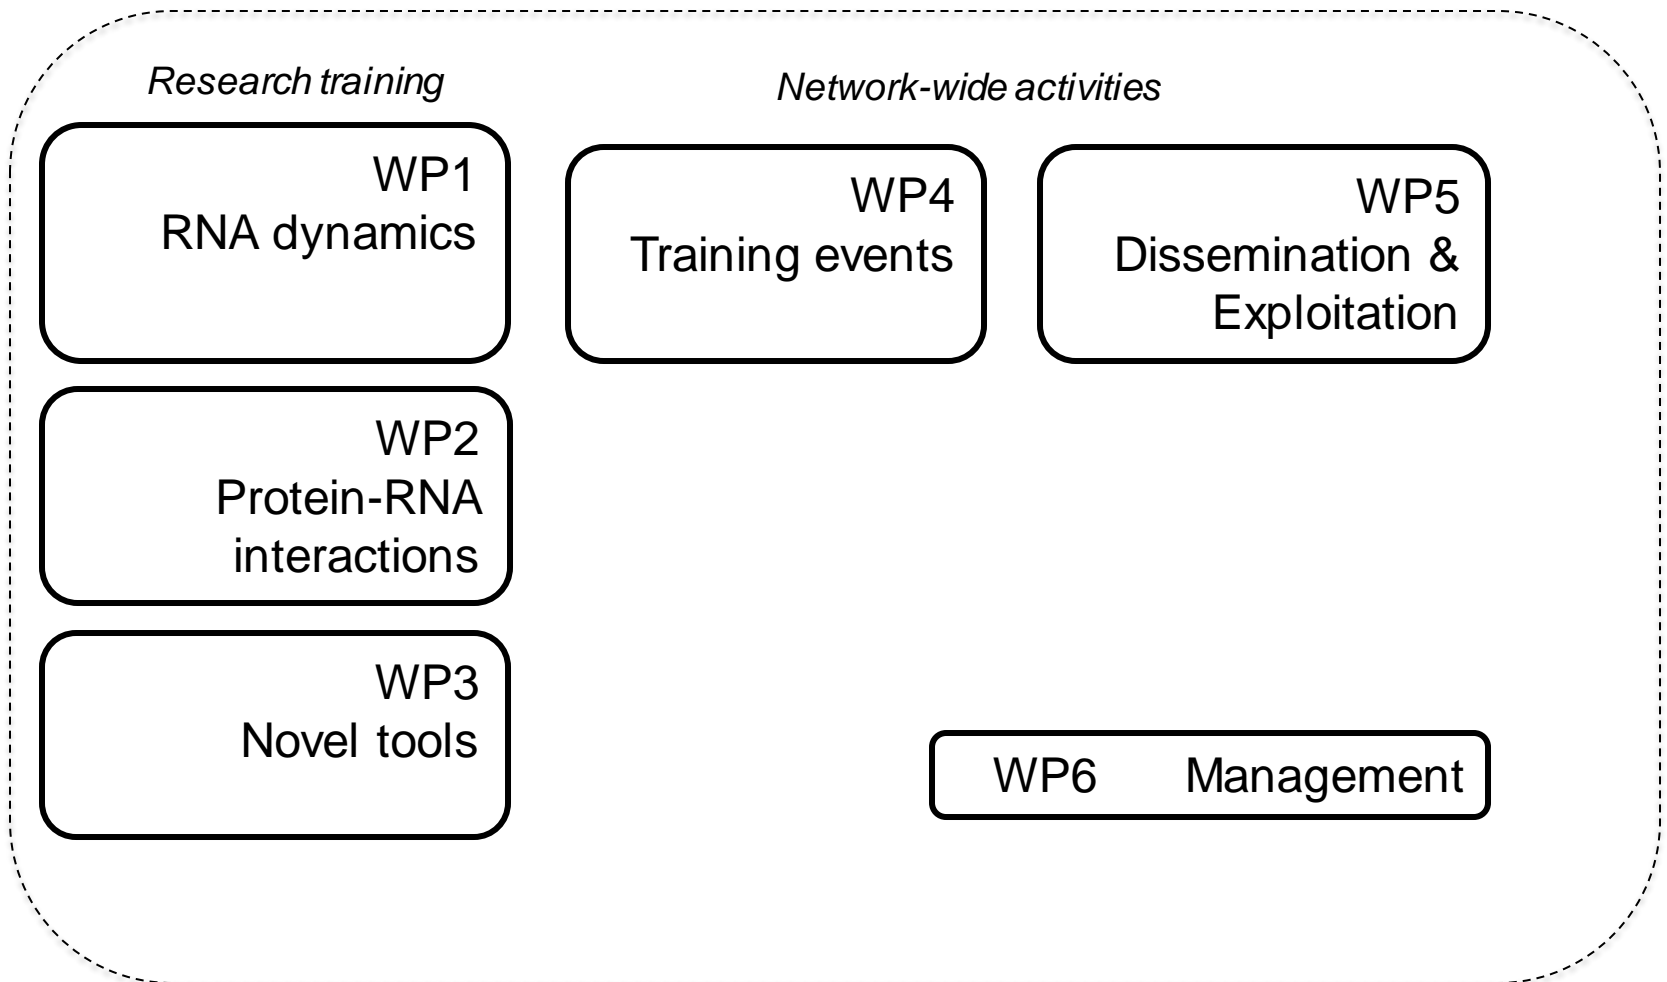 Research training
WP1
RNA dynamics
WP2
Protein-RNA
interactions
WP3
Novel tools
Network-wide activities
WP4
Training events
WP5
Dissemination &
Exploitation
WP6 Management